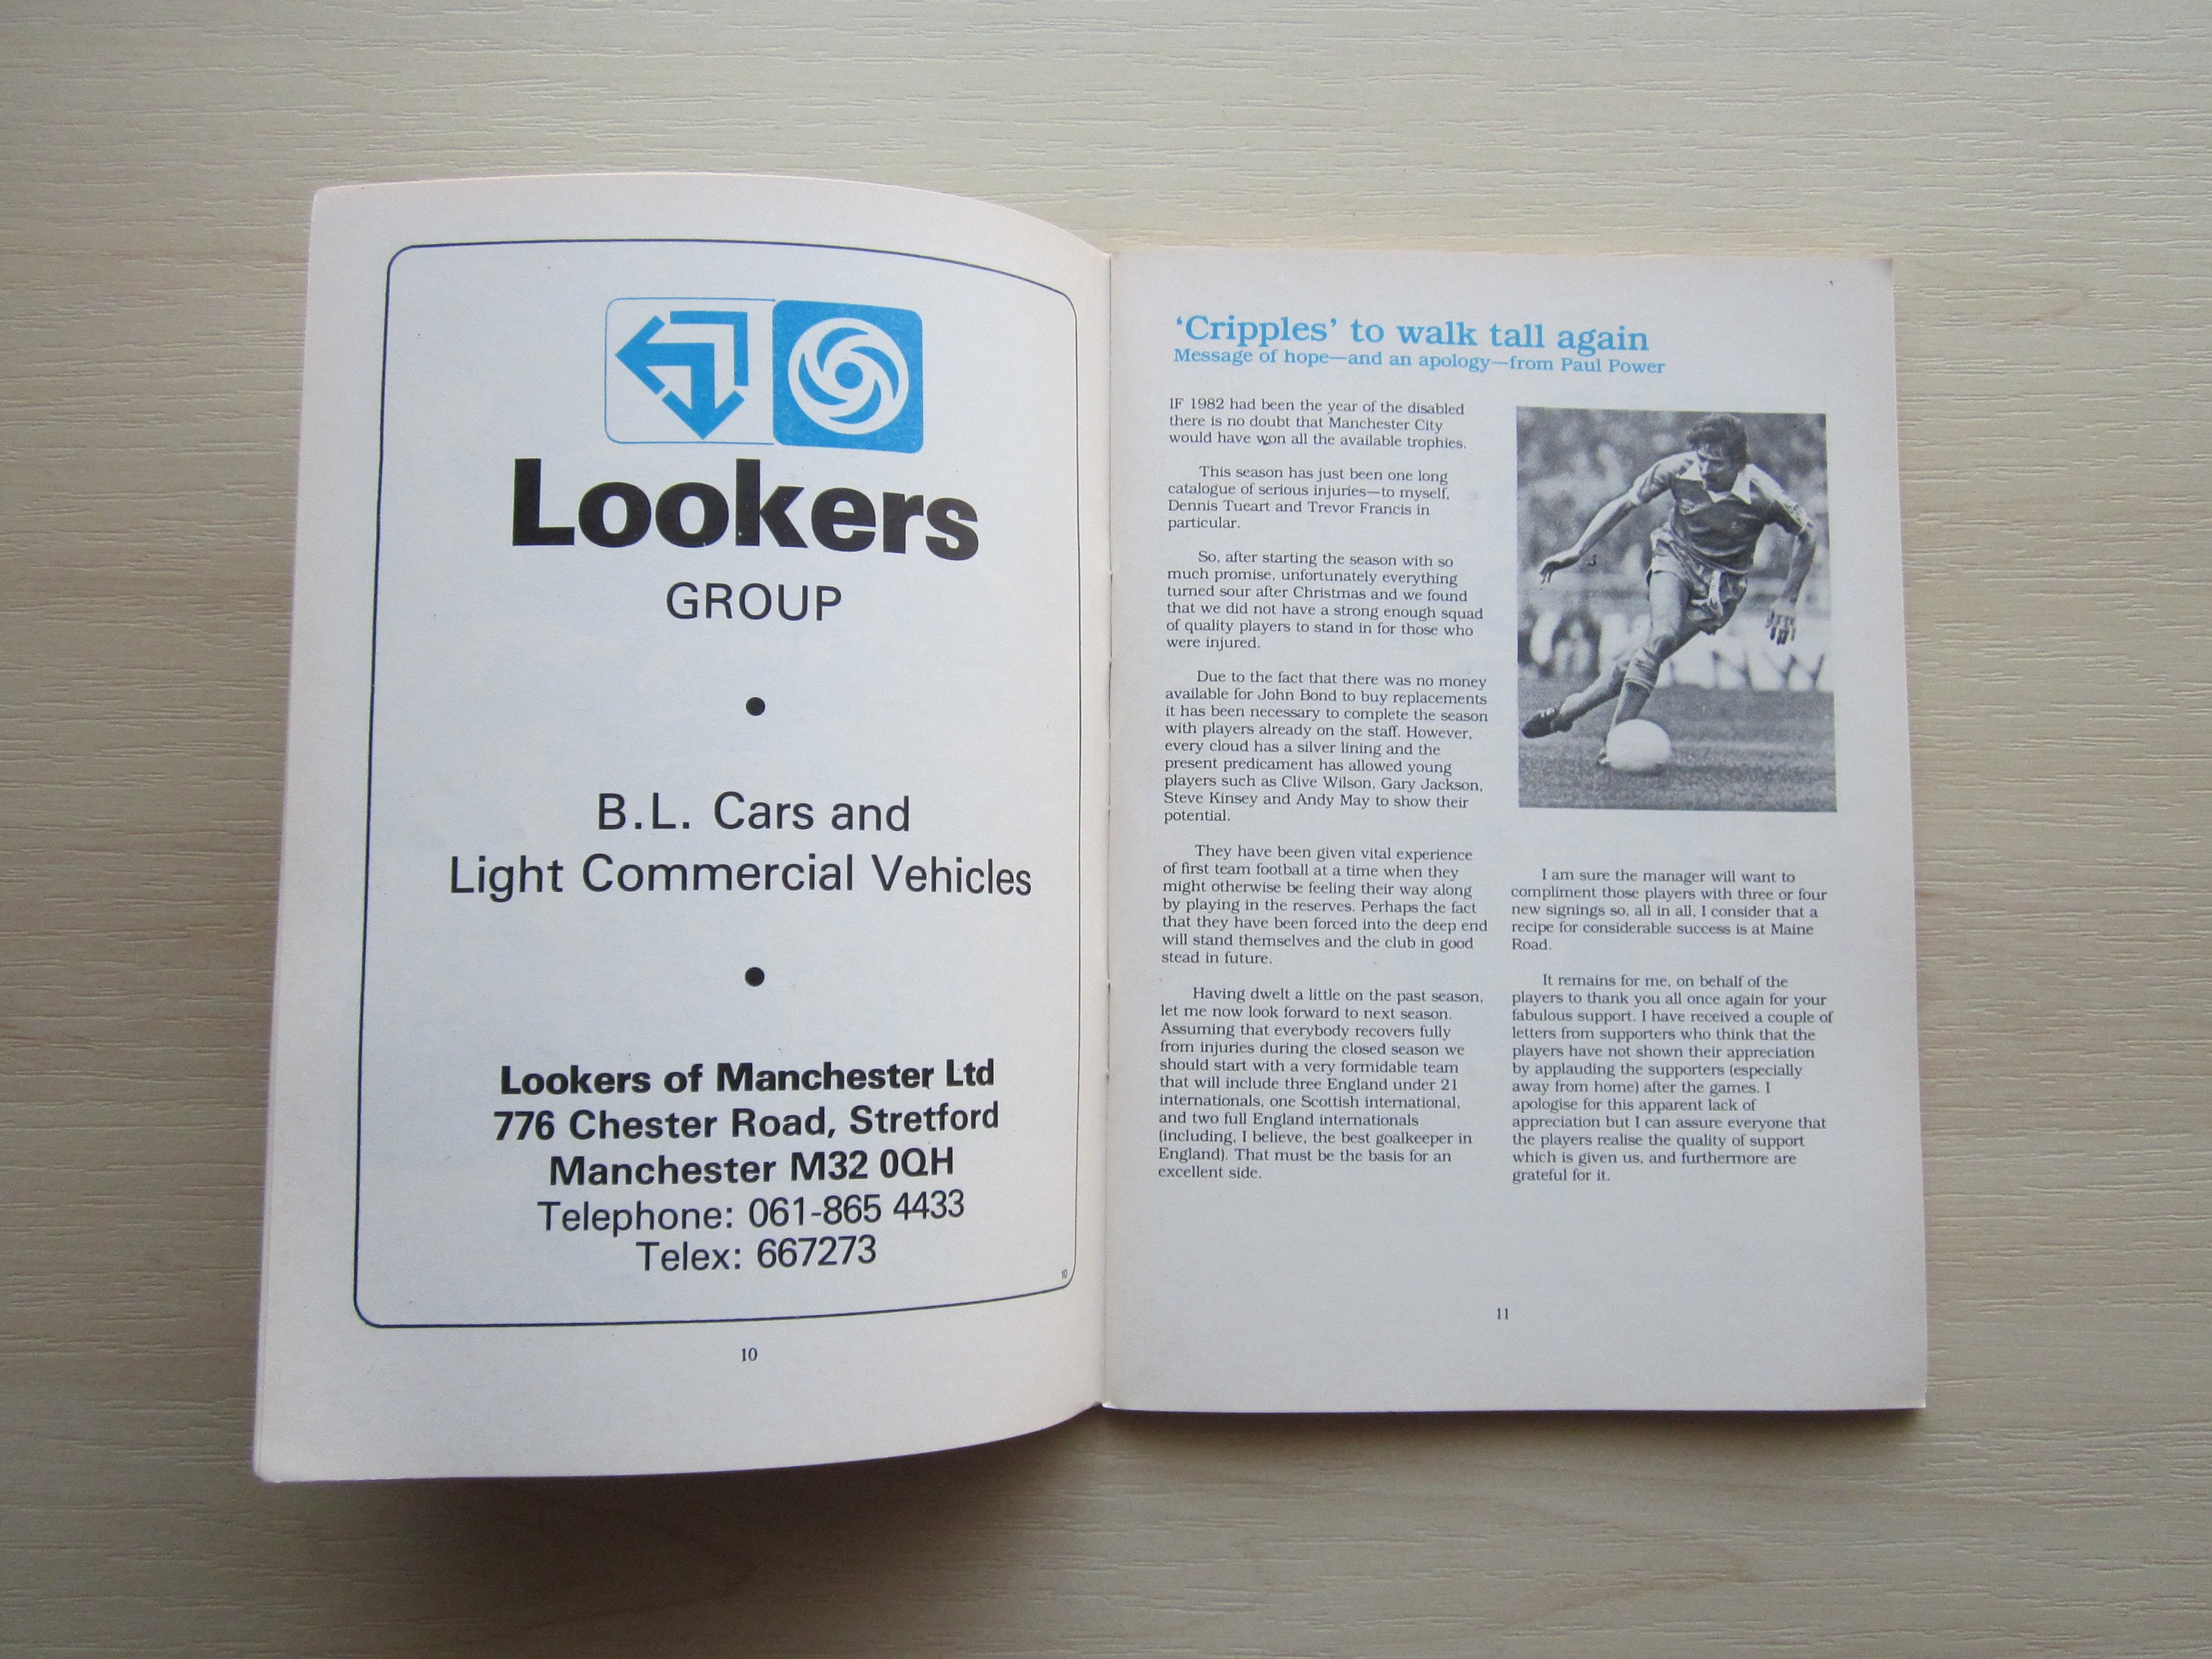 Lookers
GROUP
B.L. Cars and
Light Commercial Vehicles
Lookers of Manchester Ltd
776 Chester Road, Stretford
Manchester M32 0QH
Telephone: 061-865 4433
Telex: 667273
10
10
‘Cripples’ to walk tall again
Message of hope—and an apology—from Paul Power
IF 1982 had been the year of the disabled
there is no doubt that Manchester City
would have won all the available trophies.
This season has just been one long
catalogue of serious injuries—to myself,
Dennis Tueart and Trevor Francis in
particular.
So, after starting the season with so
much promise, unfortunately everything
turned sour after Christmas and we found
that we did not have a strong enough squad
of quality players to stand in for those who
were injured.
Due to the fact that there was no money
available for John Bond to buy replacements
it has been necessary to complete the season
with players already on the staff. However,
every cloud has a silver lining and the
present predicament has allowed young
players such as Clive Wilson, Gary Jackson,
Steve Kinsey and Andy May to show their
potential.
They have been given vital experience
of first team football at a time when they
might otherwise be feeling their way along
by playing in the reserves. Perhaps the fact
that they have been forced into the deep end
will stand themselves and the club in good
stead in future.
Having dwelt a little on the past season,
let me now look forward to next season.
Assuming that everybody recovers fully
from injuries during the closed season we
should start with a very formidable team
that will include three England under 21
internationals, one Scottish international,
and two full England internationals
(including, I believe, the best goalkeeper in
England). That must be the basis for an
excellent side.
I am sure the manager will want to
compliment those players with three or four
new signings so, all in all, I consider that a
recipe for considerable success is at Maine
Road.
It remains for me, on behalf of the
players to thank you all once again for your
fabulous support. I have received a couple of
letters from supporters who think that the
players have not shown their appreciation
by applauding the supporters (especially
away from home) after the games. I
apologise for this apparent lack of
appreciation but I can assure everyone that
the players realise the quality of support
which is given us, and furthermore are
grateful for it.
11